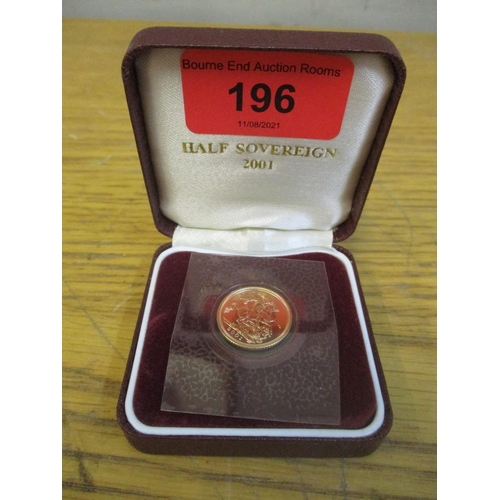 Bourne End Auction Rooms
196
11/08/2021
HALF SOVEREIGN
2001